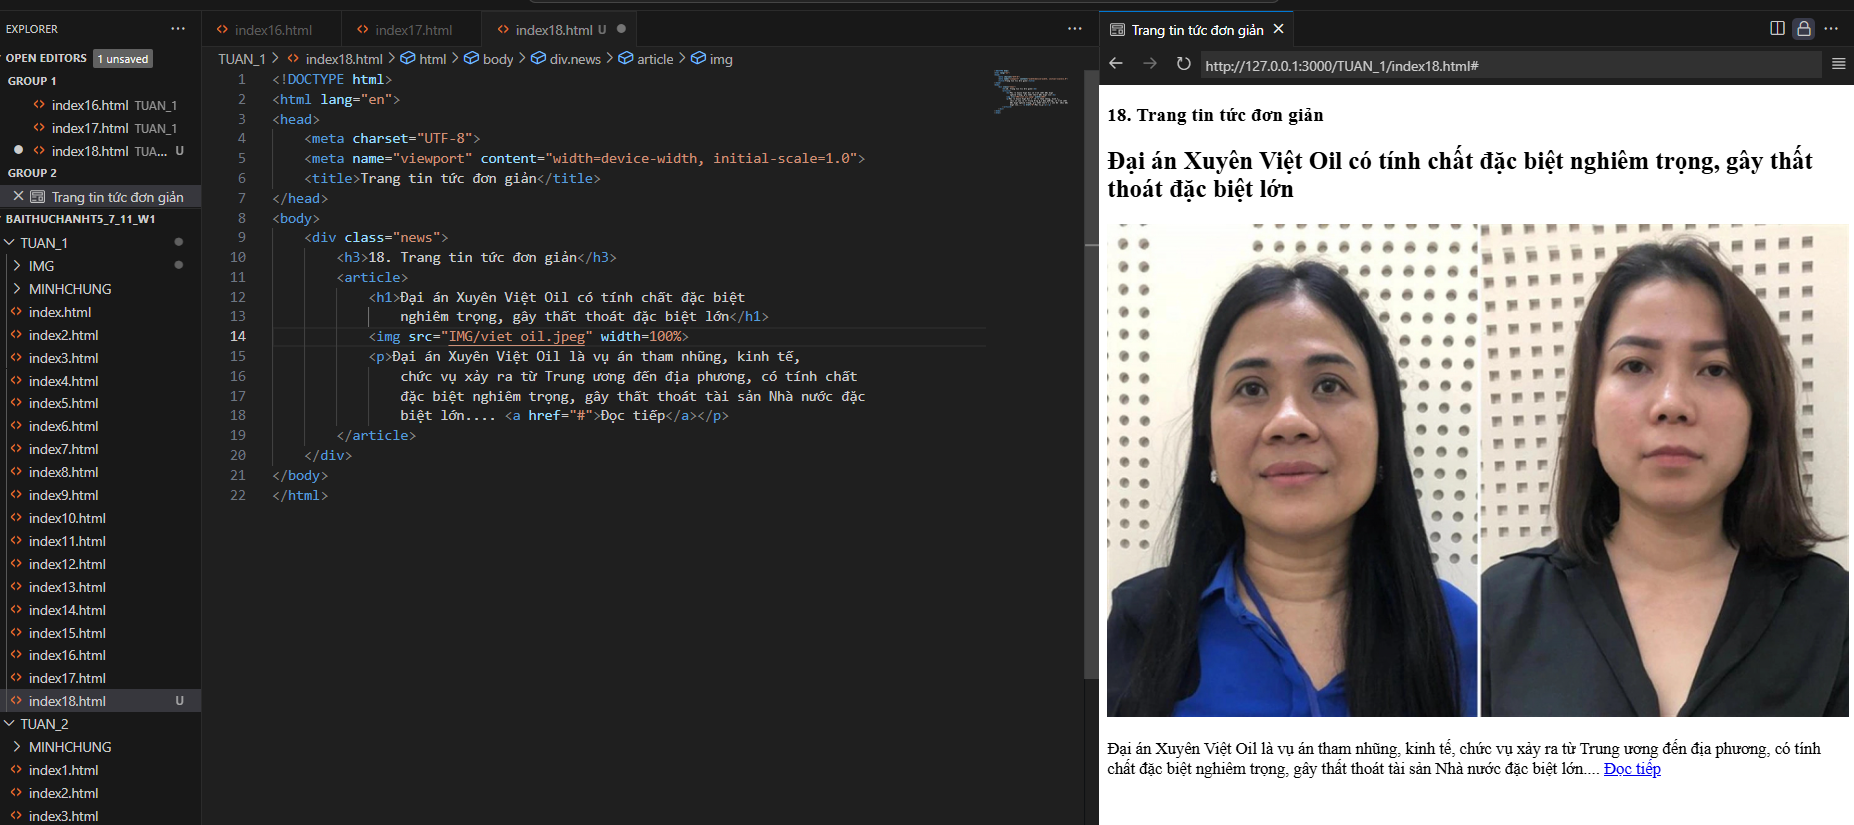 EXPLORER
OPEN EDITORS 1 unsaved
GROUP 1
index16.html TUAN_1
index17.html TUAN_1
index18.html TUA... U
GROUP 2
Trang tin tức đơn giản
BAITHUCHANHT5_7_11_W1
TUAN_1
IMG
MINHCHUNG
index.html
index2.html
index3.html
index4.html
index5.html
index6.html
index7.html
index8.html
index9.html
index10.html
index11.html
index12.html
index13.html
index14.html
index15.html
index16.html
index17.html
index18.html U
TUAN_2
MINHCHUNG
index1.html
index2.html
index3.html
index16.html index17.html index18.html U
TUAN_1 > index18.html > html > body > div.news > article > img
1 <!DOCTYPE html>
2 <html lang="en">
3 <head>
4 <meta charset="UTF-8">
5 <meta name="viewport" content="width=device-width, initial-scale=1.0">
6 <title>Trang tin tức đơn giản</title>
7 </head>
8 <body>
9 <div class="news">
10 <h3>18. Trang tin tức đơn giản</h3>
11 <article>
12 <h1>Đại án Xuyên Việt Oil có tính chất đặc biệt
13 nghiêm trọng, gây thất thoát đặc biệt lớn</h1>
14 <img src="IMG/viet oil.jpeg" width=100%>
15 <p>Đại án Xuyên Việt Oil là vụ án tham nhũng, kinh tế,
16 chức vụ xảy ra từ Trung ương đến địa phương, có tính chất
17 đặc biệt nghiêm trọng, gây thất thoát tài sản Nhà nước đặc
18 biệt lớn.... <a href="#">Đọc tiếp</a></p>
19 </article>
20 </div>
21 </body>
22 </html>
Trang tin tức đơn giản
http://127.0.0.1:3000/TUAN_1/index18.html#
18. Trang tin tức đơn giản
Đại án Xuyên Việt Oil có tính chất đặc biệt nghiêm trọng, gây thất
thoát đặc biệt lớn
Đại án Xuyên Việt Oil là vụ án tham nhũng, kinh tế, chức vụ xảy ra từ Trung ương đến địa phương, có tính
chất đặc biệt nghiêm trọng, gây thất thoát tài sản Nhà nước đặc biệt lớn.... Đọc tiếp